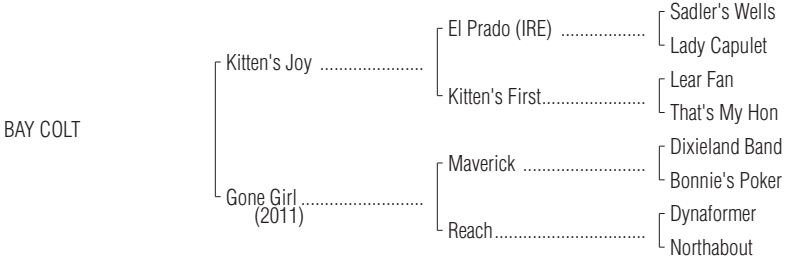 Sadler's Wells
El Prado (IRE) ...................
Lady Capulet
Kitten's Joy ......................
Lear Fan
Kitten's First......................
That's My Hon
BAY COLT
Dixieland Band
Maverick ..........................
Bonnie's Poker
Gone Girl ..........................
(2011)
Dynaformer
Reach................................
Northabout